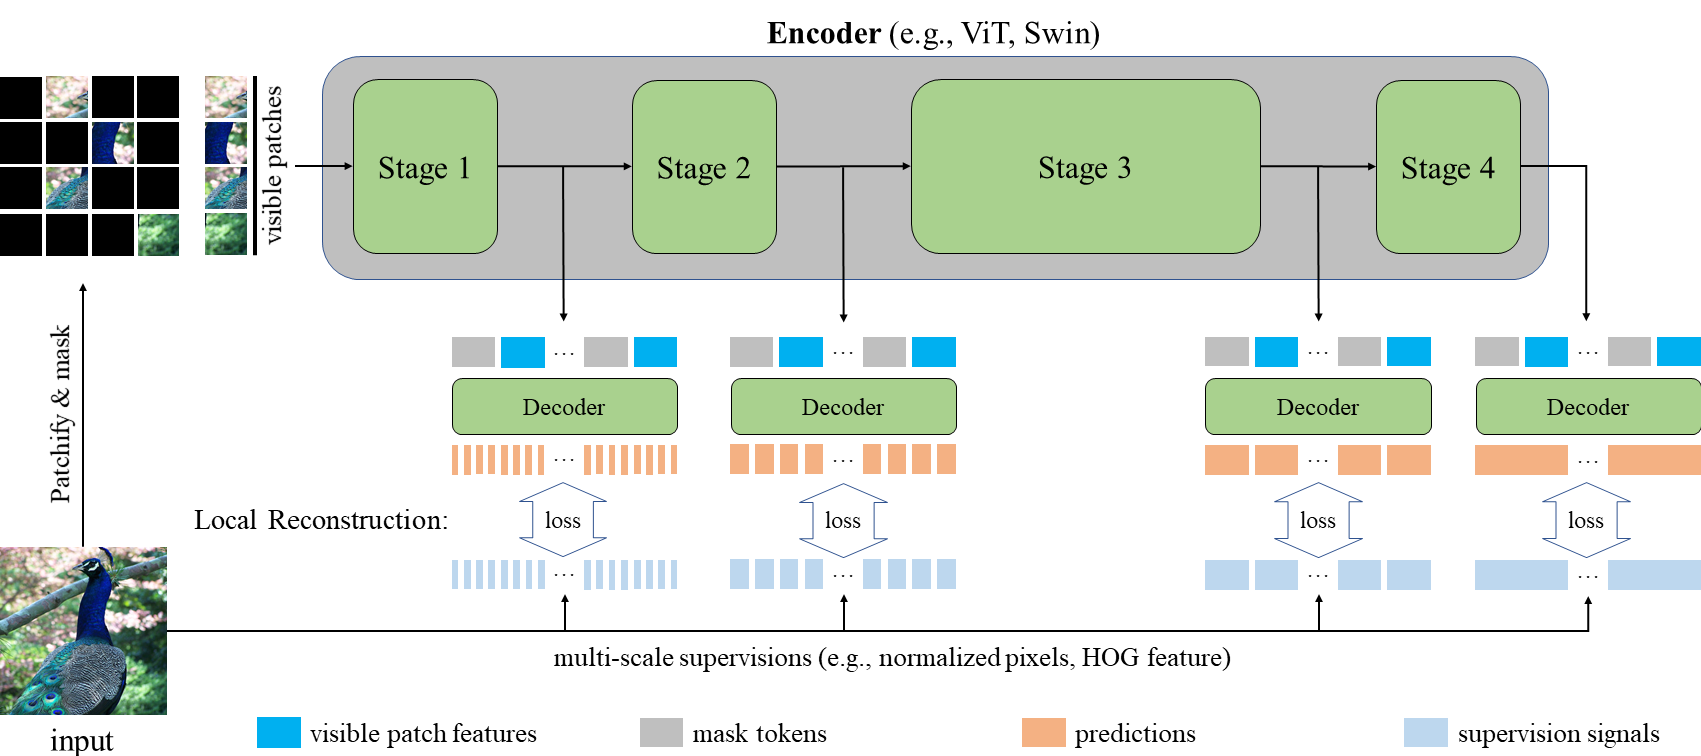 Encoder (e.g., ViT, Swin)
visible patches
Stage 1
Stage 2
Stage 3
Stage 4
Patchify & mask
...
...
...
...
...
...
...
...
Decoder
Decoder
Decoder
Decoder
...
...
...
...
Local Reconstruction:
loss
loss
loss
loss
...
...
...
...
multi-scale supervisions (e.g., normalized pixels, HOG feature)
input
visible patch features
mask tokens
predictions
supervision signals